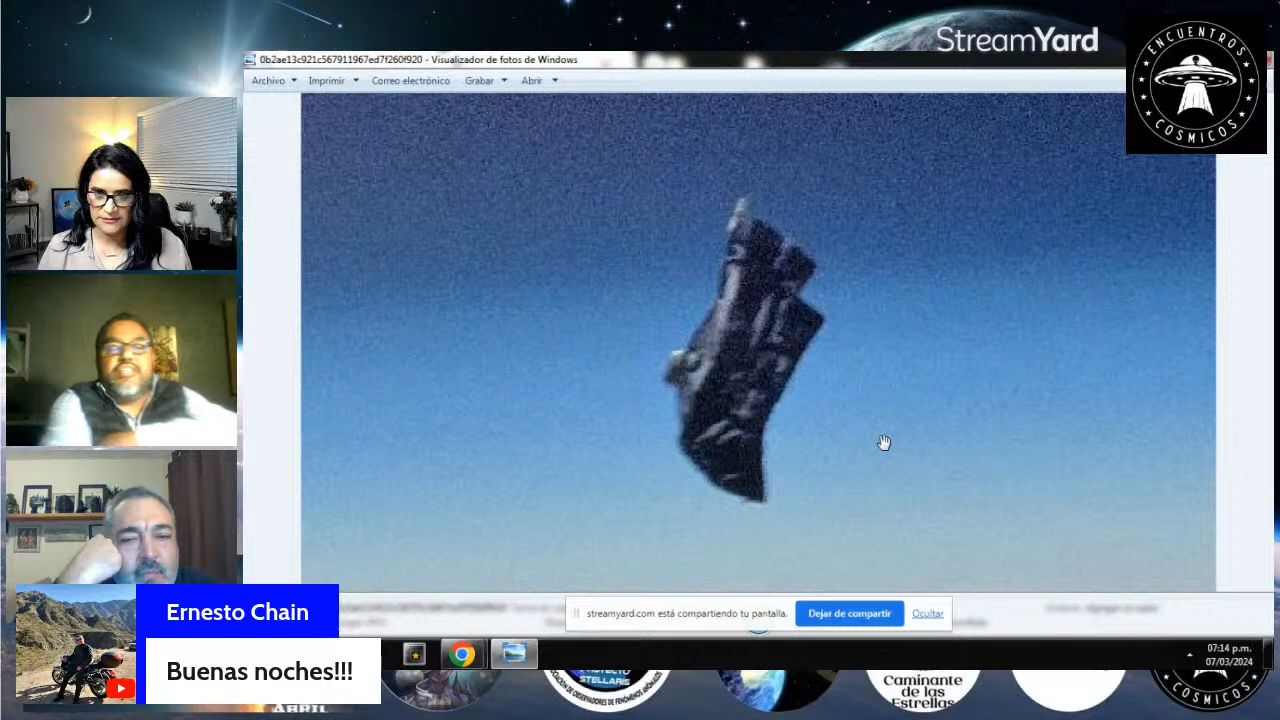 StreamYard
ENCUENTROS
COSMICOS
0b2ae13c921c567911967ed7f260f920 - Visualizador de fotos de Windows
Archivo Imprimir Correo electrónico Grabar Abrir
streamyard.com está compartiendo tu pantalla. Dejar de compartir Ocultar
Ernesto Chain
Buenas noches!!!
07:14 p.m.
07/03/2024
STELLARIS
Caminante
de las
Estrellas
COSMICOS
ABRIL